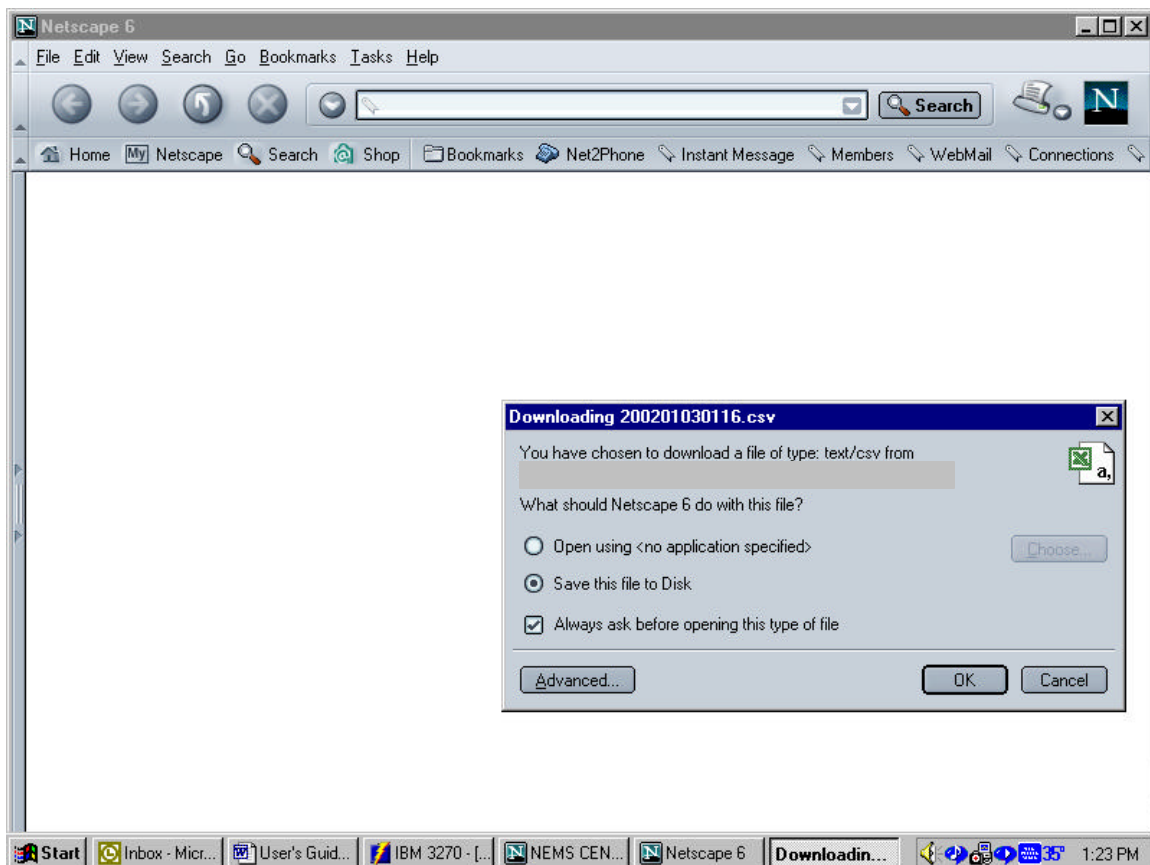 N Netscape 6
File Edit View Search Go Bookmarks Tasks Help
Search N
Home My Netscape Search Shop Bookmarks Net2Phone Instant Message Members WebMail Connections
Downloading 200201030116.csv
You have chosen to download a file of type: text/csv from
a,
What should Netscape 6 do with this file?
Open using <no application specified>
Choose...
Save this file to Disk
Always ask before opening this type of file
Advanced... OK Cancel
Start Inbox - Micr... User's Guid... IBM 3270 - [... N NEMS CEN... N Netscape 6 Downloadin... 35° 1:23 PM